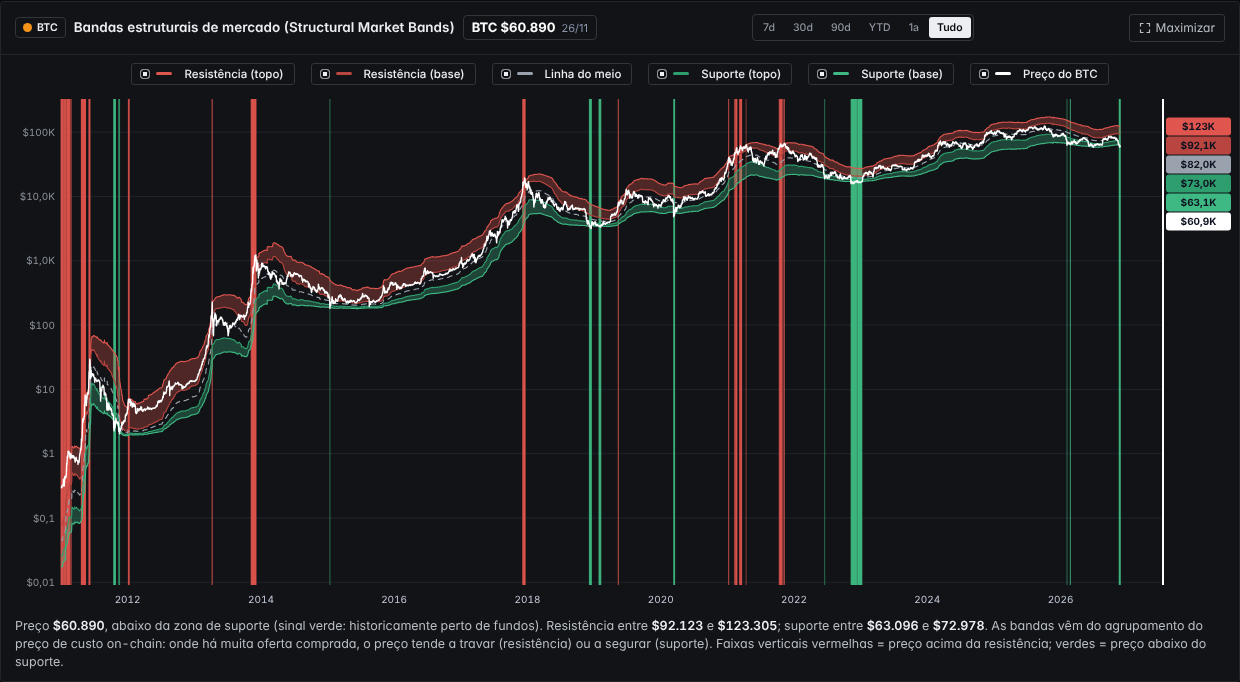 BTC Bandas estruturais de mercado (Structural Market Bands) BTC $60.890 26/11 7d 30d 90d YTD 1a Tudo Maximizar
Resistência (topo) Resistência (base) Linha do meio Suporte (topo) Suporte (base) Preço do BTC
$100K
$10,0K
$1,0K
$100
$10
$1
$0,1
$0,01
$123K
$92,1K
$82,0K
$73,0K
$63,1K
$60,9K
2012 2014 2016 2018 2020 2022 2024 2026
Preço $60.890, abaixo da zona de suporte (sinal verde: historicamente perto de fundos). Resistência entre $92.123 e $123.305; suporte entre $63.096 e $72.978. As bandas vêm do agrupamento do
preço de custo on-chain: onde há muita oferta comprada, o preço tende a travar (resistência) ou a segurar (suporte). Faixas verticais vermelhas = preço acima da resistência; verdes = preço abaixo do
suporte.